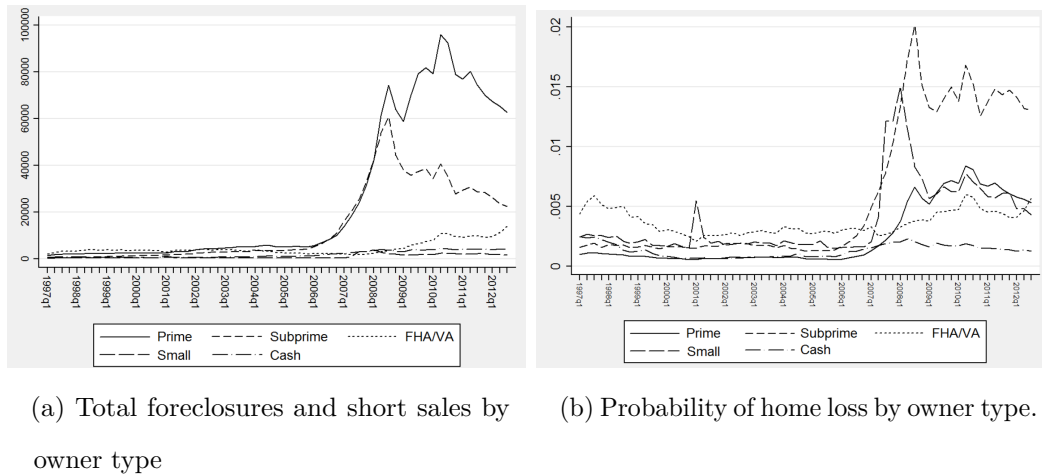 100000
80000
60000
40000
20000
0
1997q1
1998q1
1999q1
2000q1
2001q1
2002q1
2003q1
2004q1
2005q1
2006q1
2007q1
2008q1
2009q1
2010q1
2011q1
2012q1
Prime Subprime FHA/VA
Small Cash
.02
.015
.01
.005
0
1997q1
1998q1
1999q1
2000q1
2001q1
2002q1
2003q1
2004q1
2005q1
2006q1
2007q1
2008q1
2009q1
2010q1
2011q1
2012q1
Prime Subprime FHA/VA
Small Cash
(a) Total foreclosures and short sales by
owner type
(b) Probability of home loss by owner type.